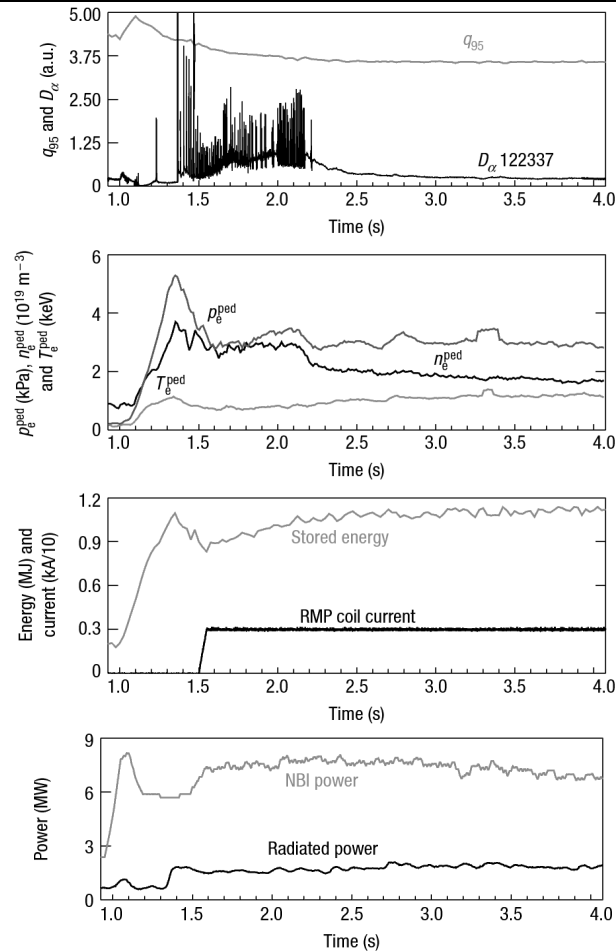 5.00
3.75
2.50
1.25
0
q₉₅ and Dα (a.u.)
q₉₅
Dα 122337
1.0 1.5 2.0 2.5 3.0 3.5 4.0
Time (s)
6
4
2
0
pₑᵖᵉᵈ (kPa), nₑᵖᵉᵈ (10¹⁹ m⁻³)
and Tₑᵖᵉᵈ (keV)
pₑᵖᵉᵈ
nₑᵖᵉᵈ
Tₑᵖᵉᵈ
1.0 1.5 2.0 2.5 3.0 3.5 4.0
Time (s)
1.2
0.9
0.6
0.3
0
Energy (MJ) and
current (kA/10)
Stored energy
RMP coil current
1.0 1.5 2.0 2.5 3.0 3.5 4.0
Time (s)
9
6
3
0
Power (MW)
NBI power
Radiated power
1.0 1.5 2.0 2.5 3.0 3.5 4.0
Time (s)